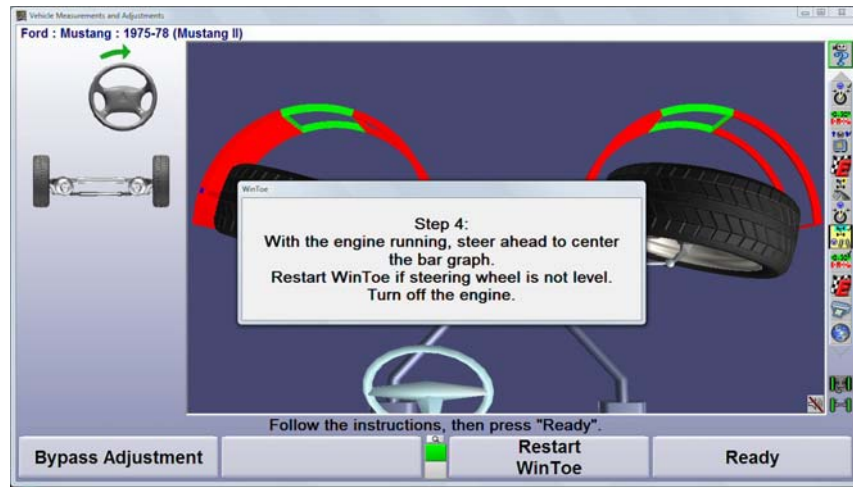 Vehicle Measurements and Adjustments
Ford : Mustang : 1975-78 (Mustang II)
WinToe
Step 4:
With the engine running, steer ahead to center
the bar graph.
Restart WinToe if steering wheel is not level.
Turn off the engine.
Follow the instructions, then press "Ready".
Bypass Adjustment
Restart
WinToe
Ready